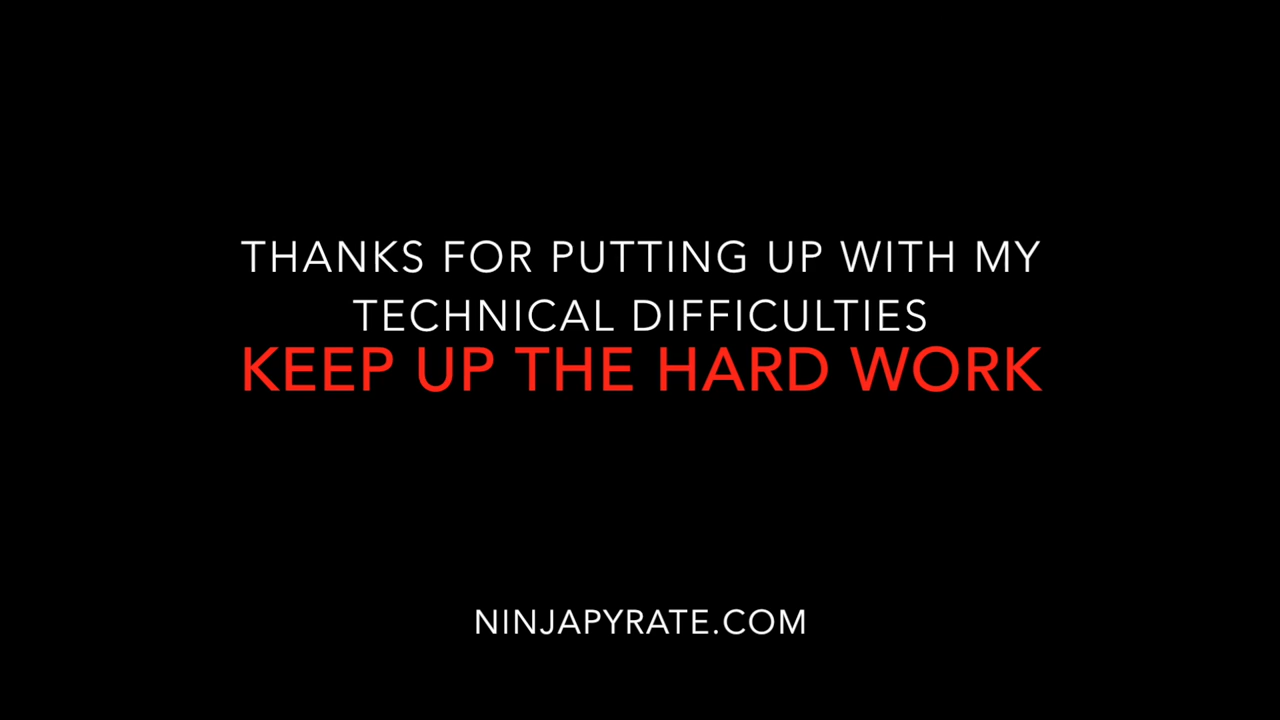 THANKS FOR PUTTING UP WITH MY
TECHNICAL DIFFICULTIES
KEEP UP THE HARD WORK
NINJAPYRATE.COM